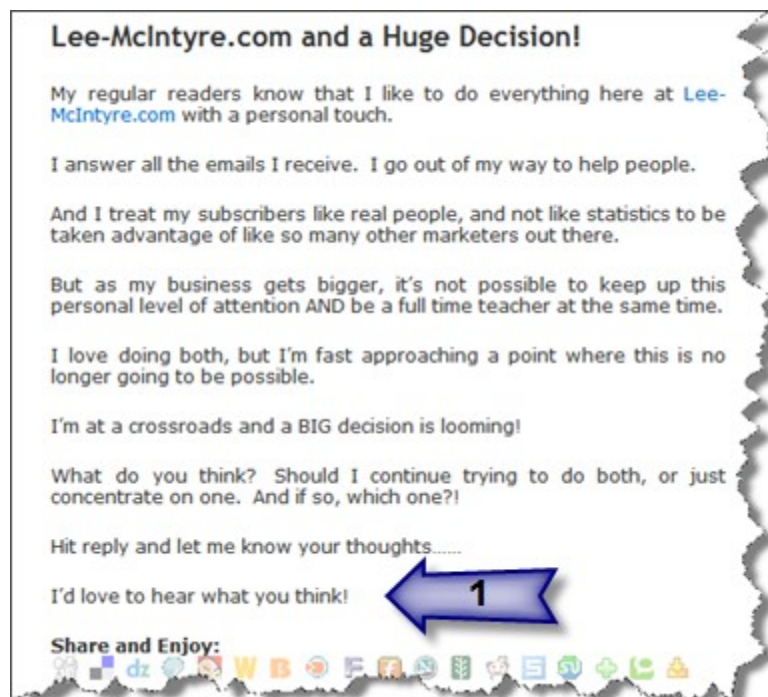 Lee-McIntyre.com and a Huge Decision!
My regular readers know that I like to do everything here at Lee-
McIntyre.com with a personal touch.
I answer all the emails I receive.  I go out of my way to help people.
And I treat my subscribers like real people, and not like statistics to be
taken advantage of like so many other marketers out there.
But as my business gets bigger, it's not possible to keep up this
personal level of attention AND be a full time teacher at the same time.
I love doing both, but I'm fast approaching a point where this is no
longer going to be possible.
I'm at a crossroads and a BIG decision is looming!
What do you think?  Should I continue trying to do both, or just
concentrate on one.  And if so, which one?!
Hit reply and let me know your thoughts......
I'd love to hear what you think!
1
Share and Enjoy:
dz W B F